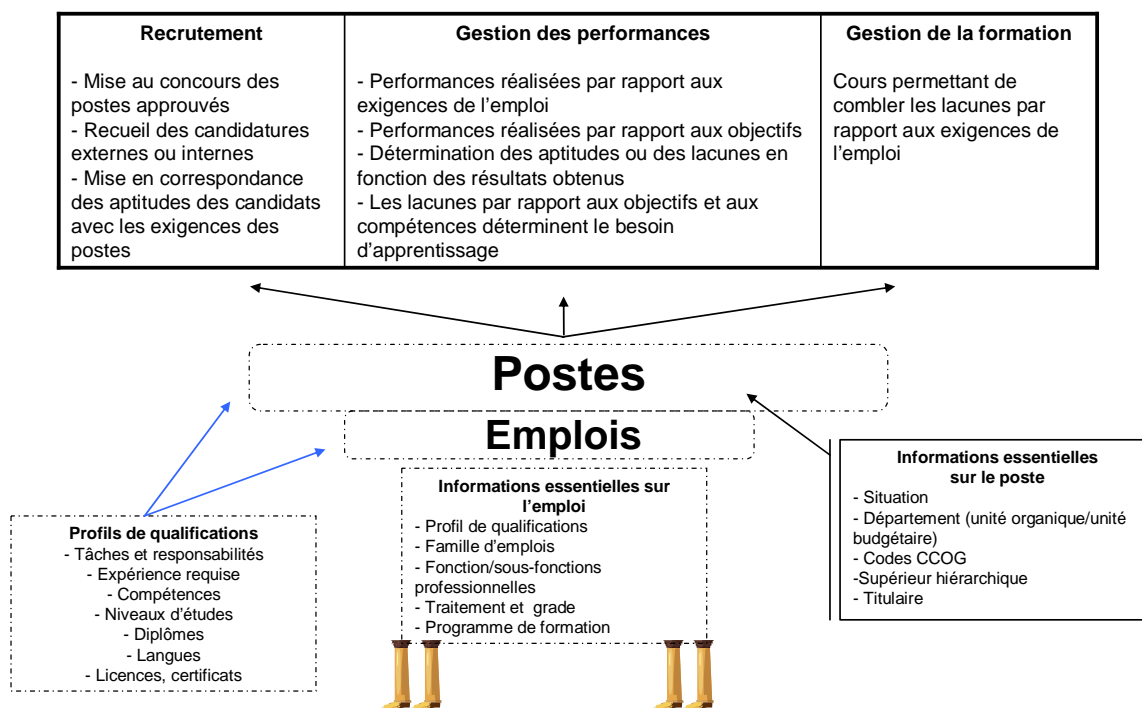 Recrutement
- Mise au concours des
postes approuvés
- Recueil des candidatures
externes ou internes
- Mise en correspondance
des aptitudes des candidats
avec les exigences des
postes
Gestion des performances
- Performances réalisées par rapport aux
exigences de l’emploi
- Performances réalisées par rapport aux objectifs
- Détermination des aptitudes ou des lacunes en
fonction des résultats obtenus
- Les lacunes par rapport aux objectifs et aux
compétences déterminent le besoin
d’apprentissage
Gestion de la formation
Cours permettant de
combler les lacunes par
rapport aux exigences de
l’emploi
Postes
Emplois
Profils de qualifications
- Tâches et responsabilités
- Expérience requise
- Compétences
- Niveaux d’études
- Diplômes
- Langues
- Licences, certificats
Informations essentielles sur
l’emploi
- Profil de qualifications
- Famille d’emplois
- Fonction/sous-fonctions
professionnelles
- Traitement et grade
- Programme de formation
Informations essentielles
sur le poste
- Situation
- Département (unité organique/unité
budgétaire)
- Codes CCOG
-Supérieur hiérarchique
- Titulaire